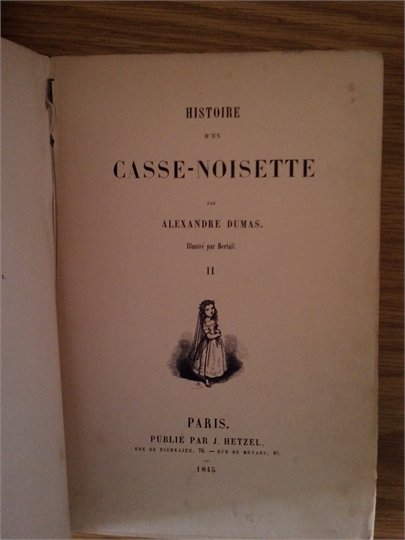 HISTOIRE
D'UN
CASSE-NOISETTE
PAR
ALEXANDRE DUMAS.
Illustré par Bertall.
II
PARIS.
PUBLIÉ PAR J. HETZEL,
RUE DE RICHELIEU, 76. — RUE DE MÉNARS, 10.
1845